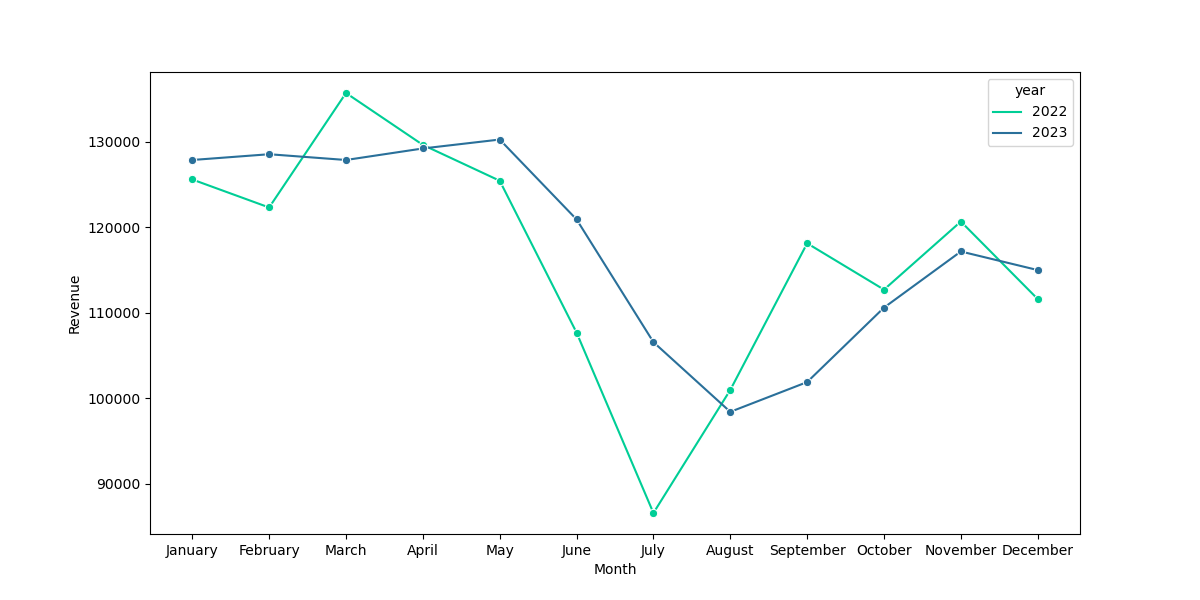 year
2022
2023
130000
120000
110000
100000
90000
Revenue
January February March April May June July August September October November December
Month